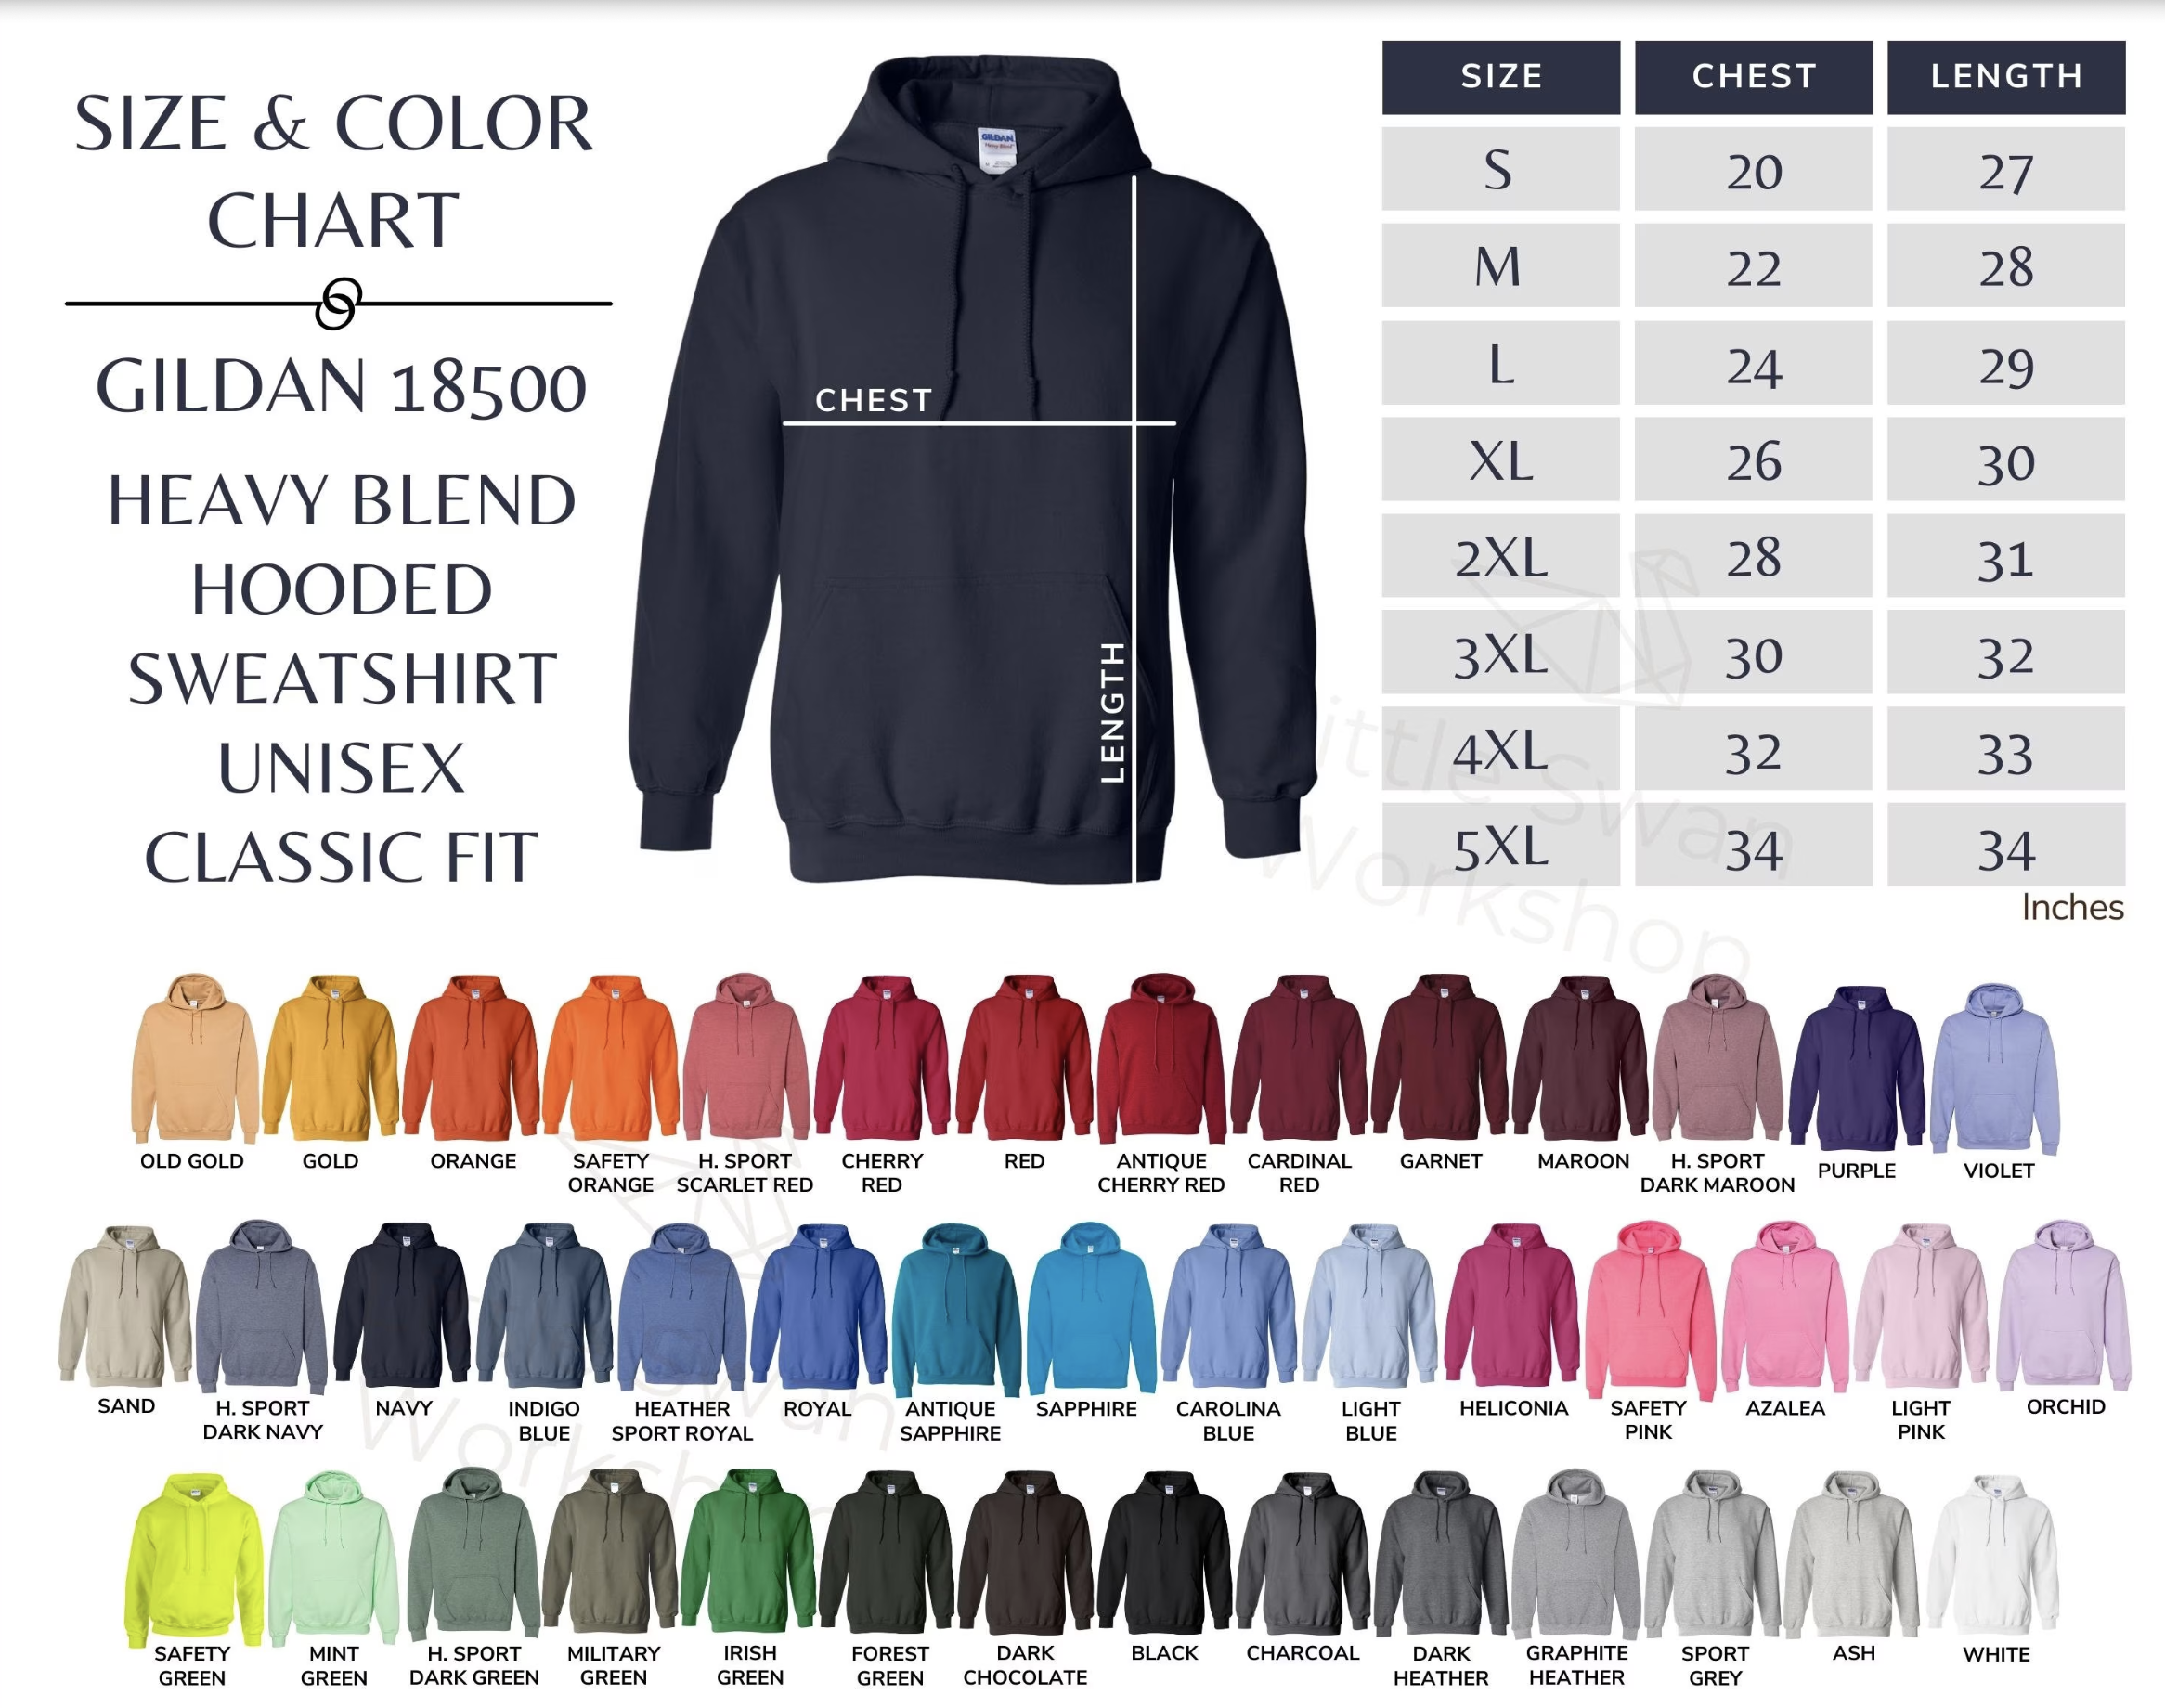 SIZE & COLOR
CHART
GILDAN 18500
HEAVY BLEND
HOODED
SWEATSHIRT
UNISEX
CLASSIC FIT
GILDAN
Heavy Blend
CHEST
LENGTH
SIZE CHEST LENGTH
S 20 27
M 22 28
L 24 29
XL 26 30
2XL 28 31
3XL 30 32
4XL 32 33
5XL 34 34
Inches
ittle Swan
Workshop
OLD GOLD
GOLD
ORANGE
SAFETY
ORANGE
H. SPORT
SCARLET RED
CHERRY
RED
RED
ANTIQUE
CHERRY RED
CARDINAL
RED
GARNET
MAROON
H. SPORT
DARK MAROON
PURPLE
VIOLET
SAND
H. SPORT
DARK NAVY
NAVY
INDIGO
BLUE
HEATHER
SPORT ROYAL
ROYAL
ANTIQUE
SAPPHIRE
SAPPHIRE
CAROLINA
BLUE
LIGHT
BLUE
HELICONIA
SAFETY
PINK
AZALEA
LIGHT
PINK
ORCHID
Swan
Workshop
SAFETY
GREEN
MINT
GREEN
H. SPORT
DARK GREEN
MILITARY
GREEN
IRISH
GREEN
FOREST
GREEN
DARK
CHOCOLATE
BLACK
CHARCOAL
DARK
HEATHER
GRAPHITE
HEATHER
SPORT
GREY
ASH
WHITE